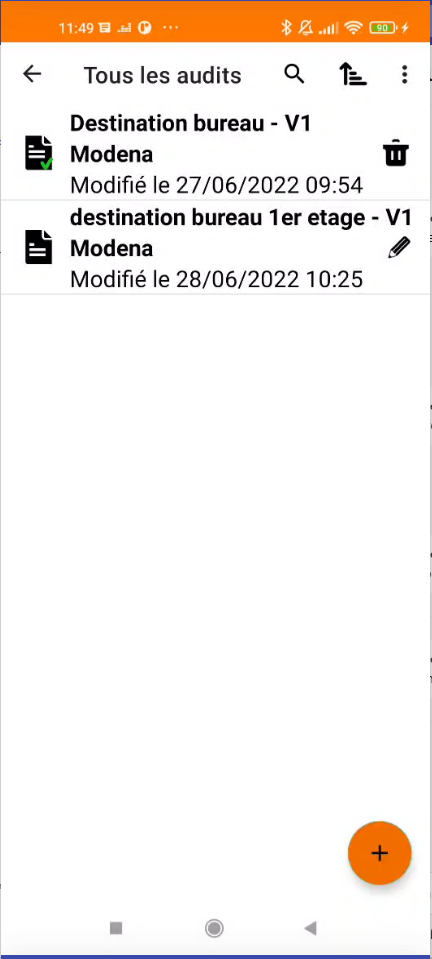 11:49
90
Tous les audits
Destination bureau - V1
Modena
Modifié le 27/06/2022 09:54
destination bureau 1er etage - V1
Modena
Modifié le 28/06/2022 10:25